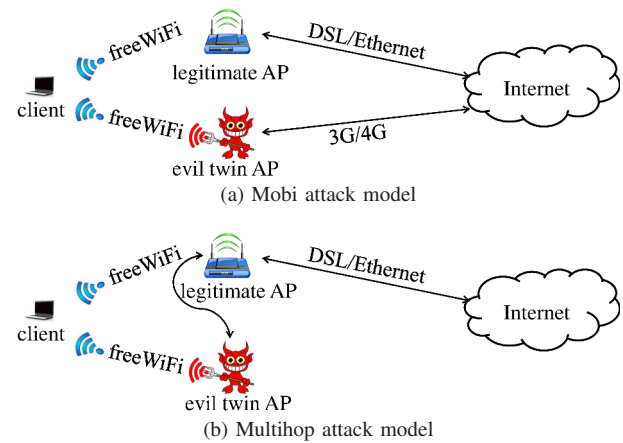 freeWiFi
DSL/Ethernet
legitimate AP
Internet
client
freeWiFi
3G/4G
evil twin AP
(a) Mobi attack model
freeWiFi
DSL/Ethernet
legitimate AP
Internet
client
freeWiFi
evil twin AP
(b) Multihop attack model